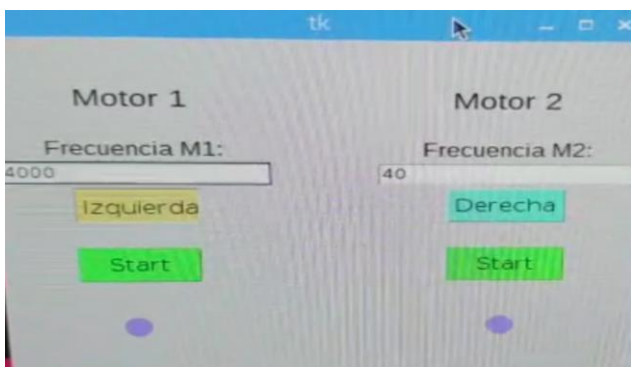 tk
Motor 1
Motor 2
Frecuencia M1:
Frecuencia M2:
4000
40
Izquierda
Derecha
Start
Start